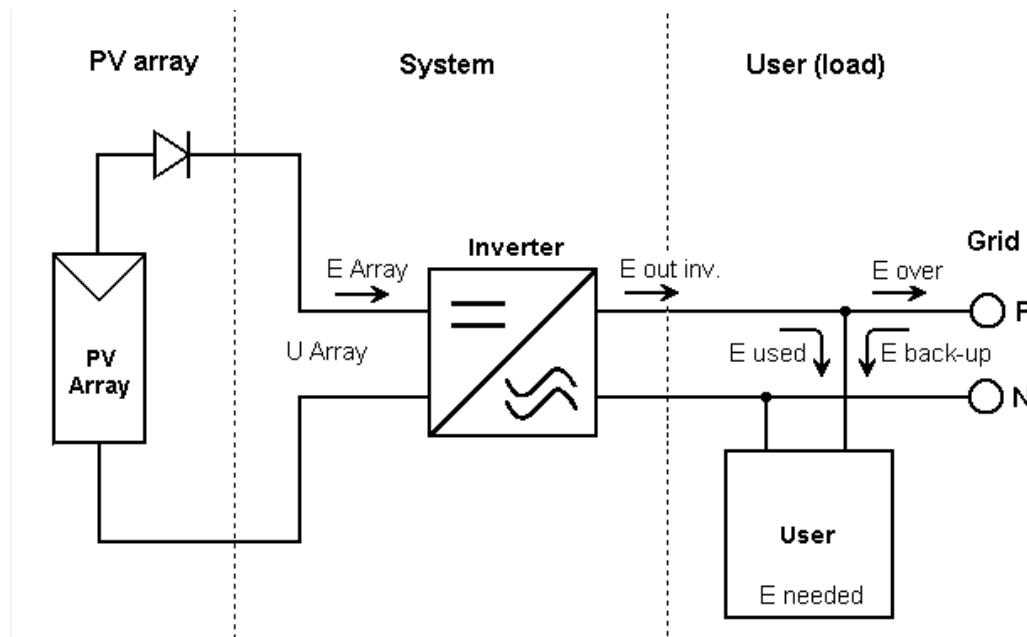 PV array
System
User (load)
Inverter
Grid
E Array
E out inv.
E over
P
U Array
E used
E back-up
PV
Array
N
User
E needed